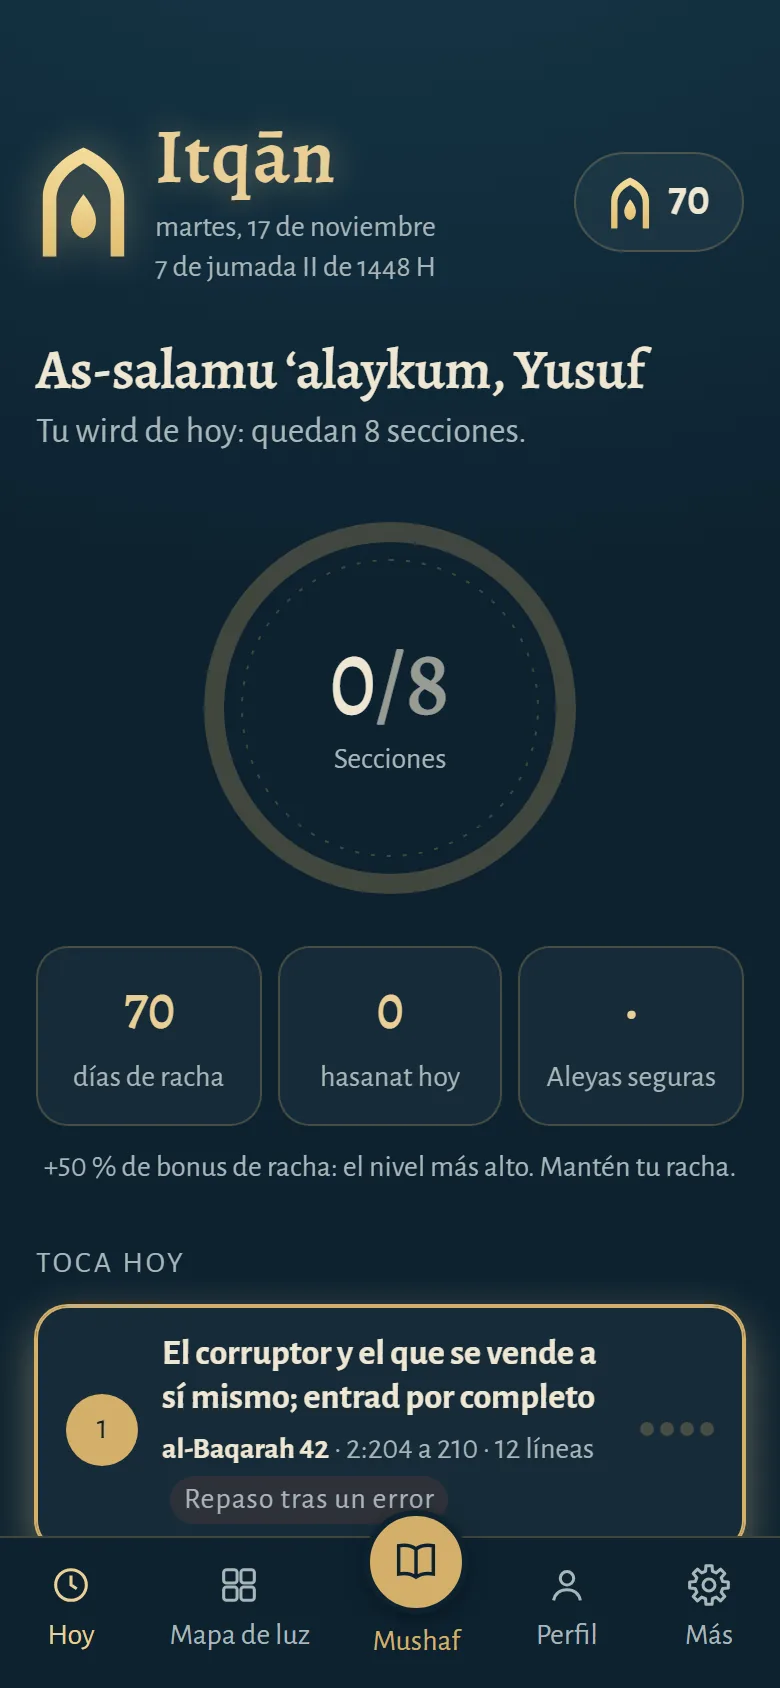 Itqān
martes, 17 de noviembre
7 de jumada II de 1448 H
70
As-salamu ‘alaykum, Yusuf
Tu wird de hoy: quedan 8 secciones.
0/8
Secciones
70
días de racha
0
hasanat hoy
·
Aleyas seguras
+50 % de bonus de racha: el nivel más alto. Mantén tu racha.
TOCA HOY
1
El corruptor y el que se vende a
sí mismo; entrad por completo
al-Baqarah 42 · 2:204 a 210 · 12 líneas
Repaso tras un error
Hoy
Mapa de luz
Mushaf
Perfil
Más